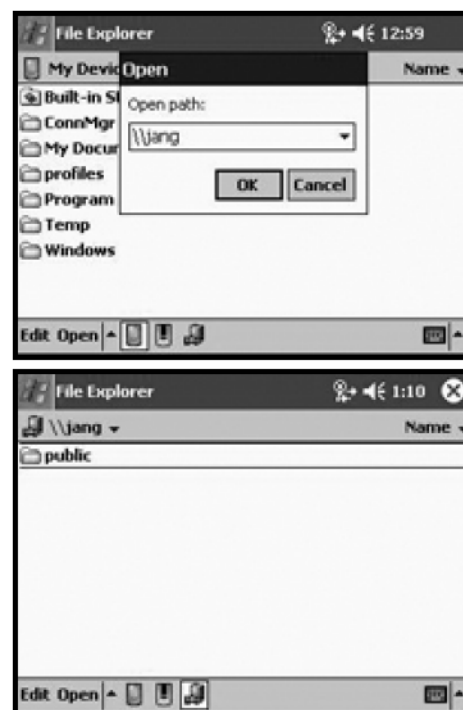 File Explorer 12:59
My Devic Name
Open
Built-in St
Open path:
ConnMgr
\\jang
My Docum
profiles
OK Cancel
Program
Temp
Windows
Edit Open
File Explorer 1:10
\\jang Name
public
Edit Open